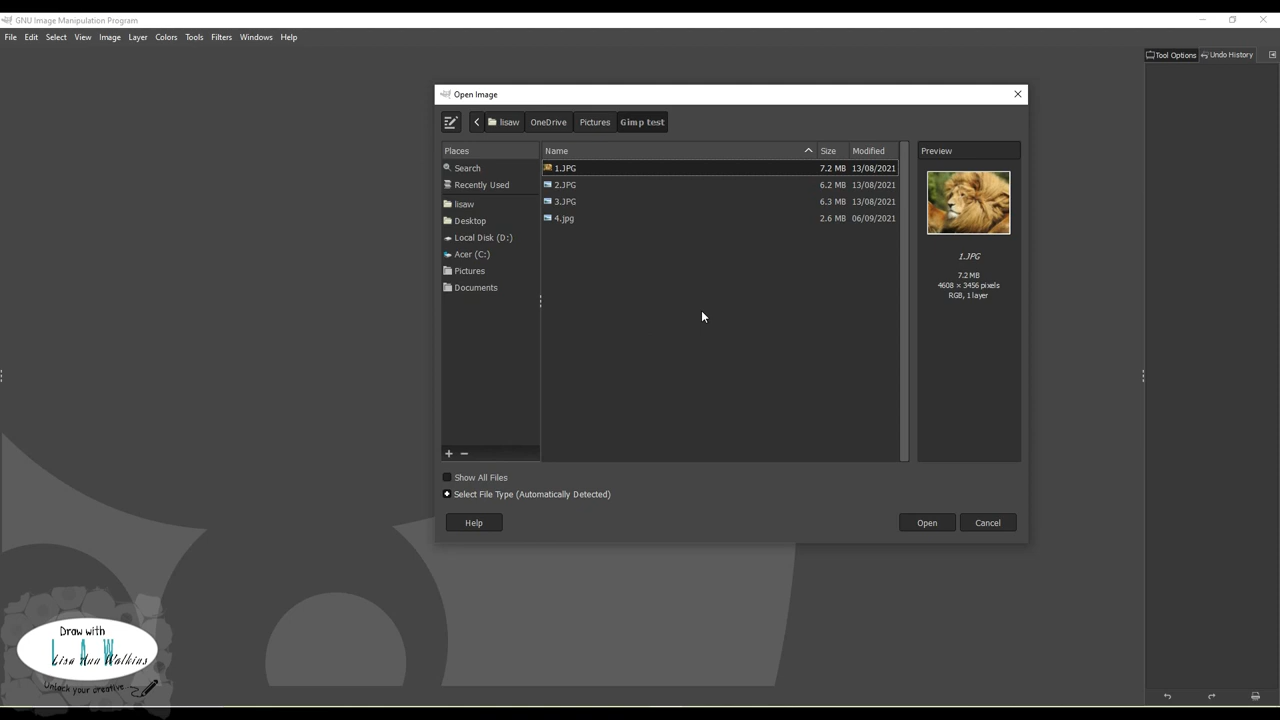 GNU Image Manipulation Program
File Edit Select View Image Layer Colors Tools Filters Windows Help
Tool Options Undo History
Open Image
lisaw OneDrive Pictures Gimp test
Places Name Size Modified Preview
Search 1.JPG 7.2 MB 13/08/2021
Recently Used 2.JPG 6.2 MB 13/08/2021
lisaw 3.JPG 6.3 MB 13/08/2021
Desktop 4.jpg 2.6 MB 06/09/2021
Local Disk (D:)
Acer (C:)
Pictures
Documents
1.JPG
7.2 MB
4608 × 3456 pixels
RGB, 1 layer
Show All Files
Select File Type (Automatically Detected)
Help Open Cancel
Draw with
L A W
Lisa Ann Watkins
Unlock your creative